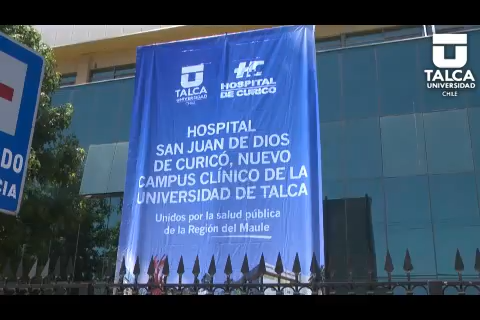 TALCA
UNIVERSIDAD
CHILE
TALCA
UNIVERSIDAD
HC
HOSPITAL
DE CURICÓ
HOSPITAL
SAN JUAN DE DIOS
DE CURICÓ, NUEVO
CAMPUS CLÍNICO DE LA
UNIVERSIDAD DE TALCA
Unidos por la salud pública
de la Región del Maule
DO
CIA